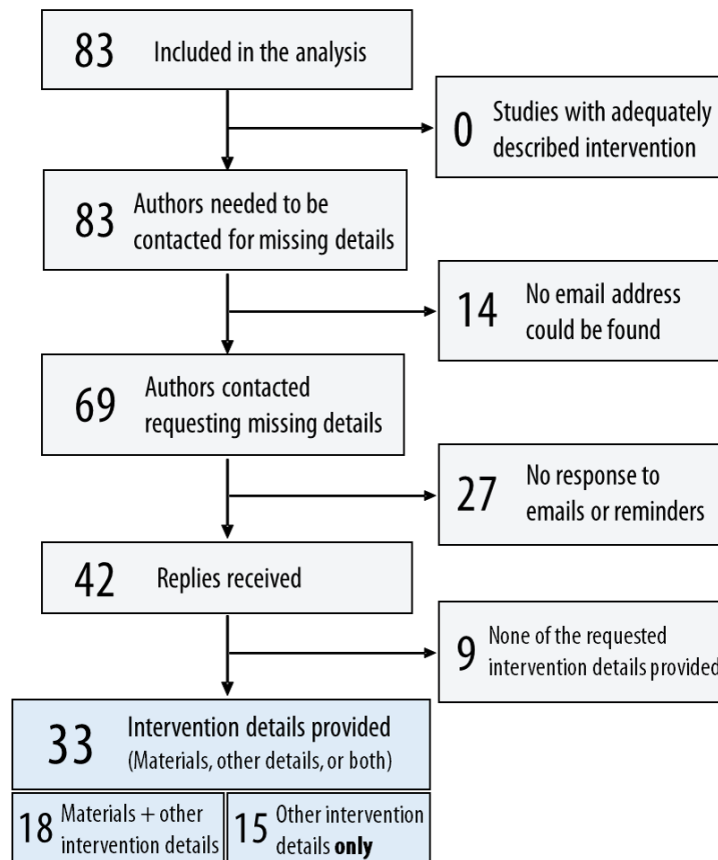 83 Included in the analysis
0 Studies with adequately
described intervention
83 Authors needed to be
contacted for missing details
14 No email address
could be found
69 Authors contacted
requesting missing details
27 No response to
emails or reminders
42 Replies received
9 None of the requested
intervention details provided
33 Intervention details provided
(Materials, other details, or both)
18 Materials + other
intervention details
15 Other intervention
details only